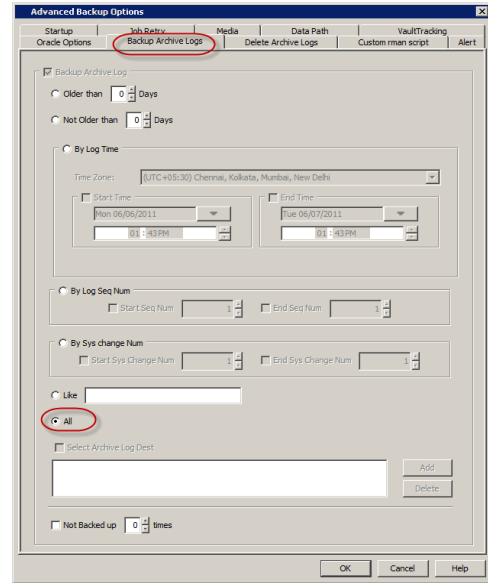 Advanced Backup Options
Startup Job Retry Media Data Path VaultTracking
Oracle Options Backup Archive Logs Delete Archive Logs Custom rman script Alert
Backup Archive Log
Older than 0 Days
Not Older than 0 Days
By Log Time
Time Zone: (UTC+05:30) Chennai, Kolkata, Mumbai, New Delhi
Start Time End Time
Mon 06/06/2011 Tue 06/07/2011
01 : 43 PM 01 : 43 PM
By Log Seq Num
Start Seq Num 1 End Seq Num 1
By Sys change Num
Start Sys Change Num 1 End Sys Change Num 1
Like
All
Select Archive Log Dest
Add
Delete
Not Backed up 0 times
OK Cancel Help